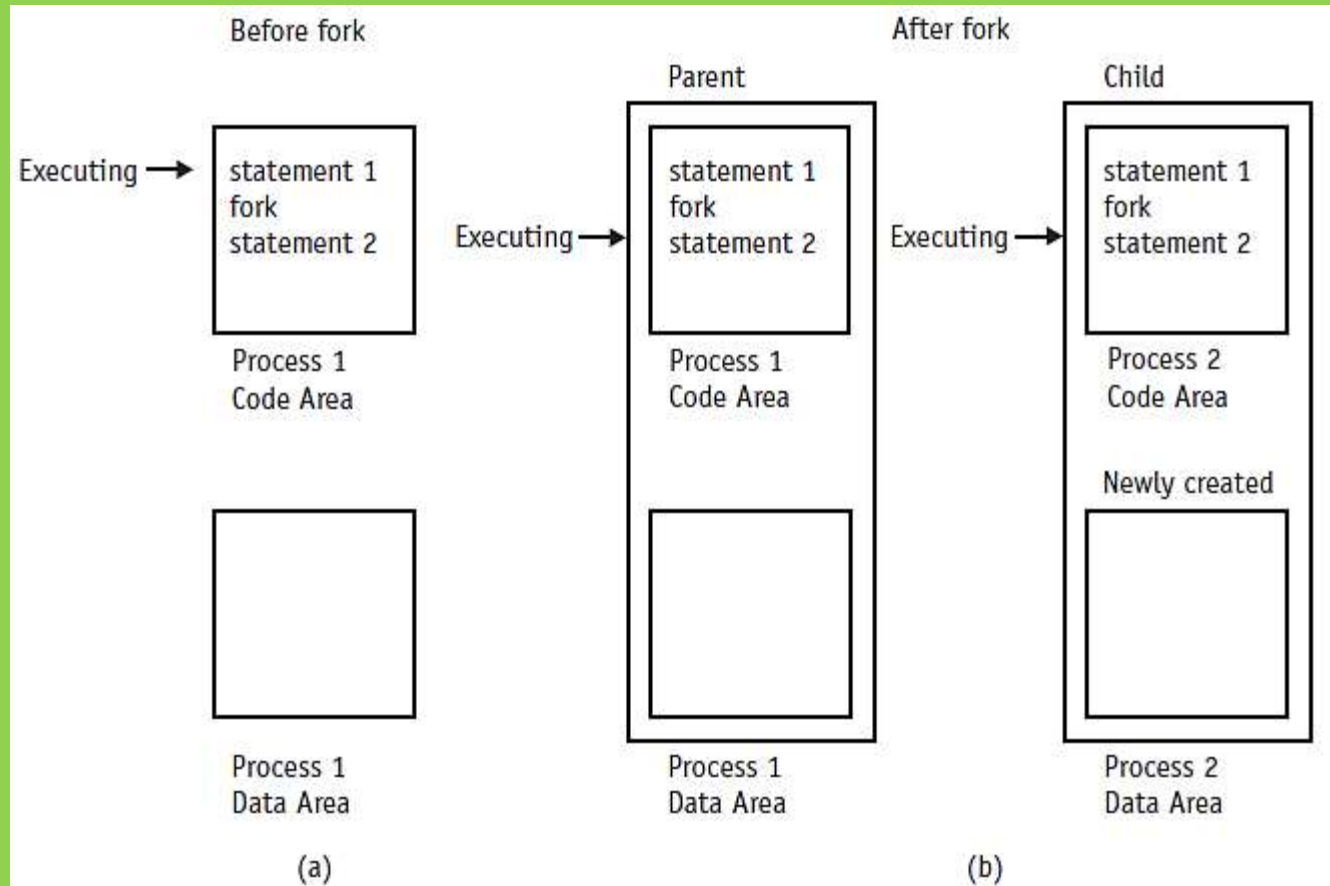 Before fork
After fork
Parent
Child
Executing
statement 1
fork
statement 2
Executing
statement 1
fork
statement 2
Executing
statement 1
fork
statement 2
Process 1
Code Area
Process 1
Code Area
Process 2
Code Area
Newly created
Process 1
Data Area
Process 1
Data Area
Process 2
Data Area
(a)
(b)